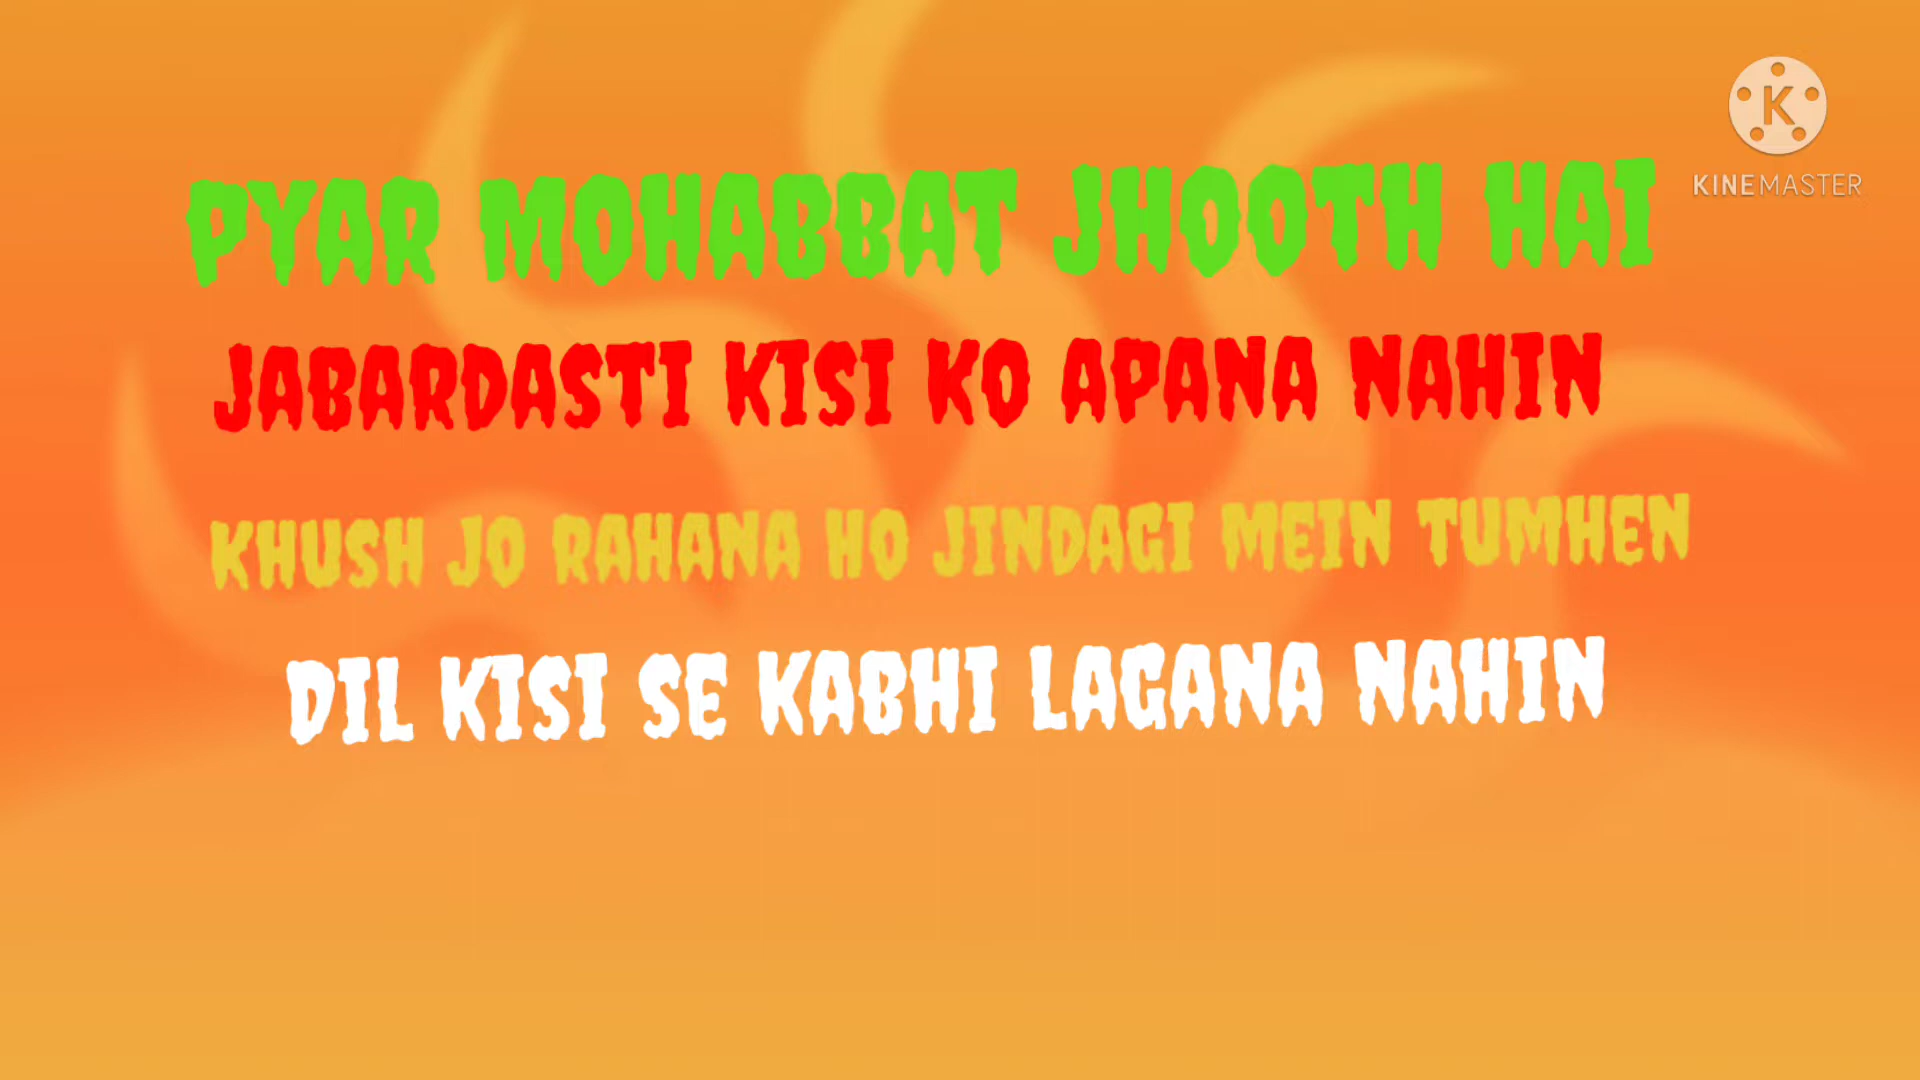 KINEMASTER
PYAR MOHABBAT JHOOTH HAI
JABARDASTI KISI KO APANA NAHIN
KHUSH JO RAHANA HO JINDAGI MEIN TUMHEN
DIL KISI SE KABHI LAGANA NAHIN